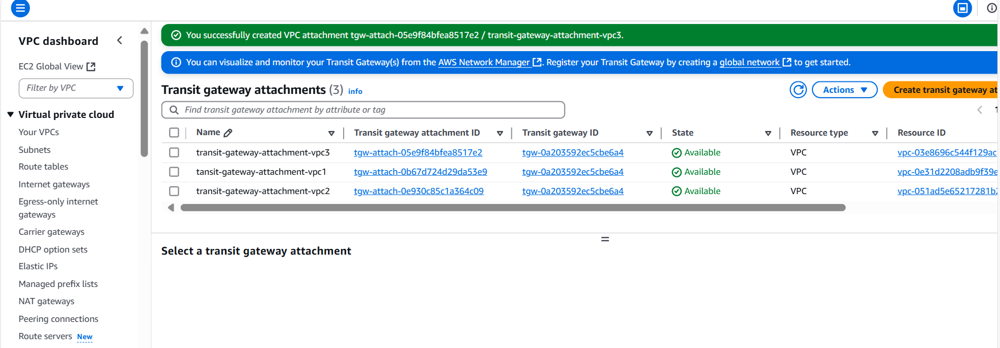 VPC dashboard
EC2 Global View
Filter by VPC
Virtual private cloud
Your VPCs
Subnets
Route tables
Internet gateways
Egress-only internet
gateways
Carrier gateways
DHCP option sets
Elastic IPs
Managed prefix lists
NAT gateways
Peering connections
Route servers New
You successfully created VPC attachment tgw-attach-05e9f84bfea8517e2 / transit-gateway-attachment-vpc3.
You can visualize and monitor your Transit Gateway(s) from the AWS Network Manager. Register your Transit Gateway by creating a global network to get started.
Transit gateway attachments (3) info
Actions
Create transit gateway at
Find transit gateway attachment by attribute or tag
1
Name Transit gateway attachment ID Transit gateway ID State Resource type Resource ID
transit-gateway-attachment-vpc3 tgw-attach-05e9f84bfea8517e2 tgw-0a203592ec5cbe6a4 Available VPC vpc-03e8696c544f129ac
tansit-gateway-attachment-vpc1 tgw-attach-0b67d724d29da53e9 tgw-0a203592ec5cbe6a4 Available VPC vpc-0e31d2208adb9f39e
transit-gateway-attachment-vpc2 tgw-attach-0e930c85c1a364c09 tgw-0a203592ec5cbe6a4 Available VPC vpc-051ad5e65217281b2
Select a transit gateway attachment